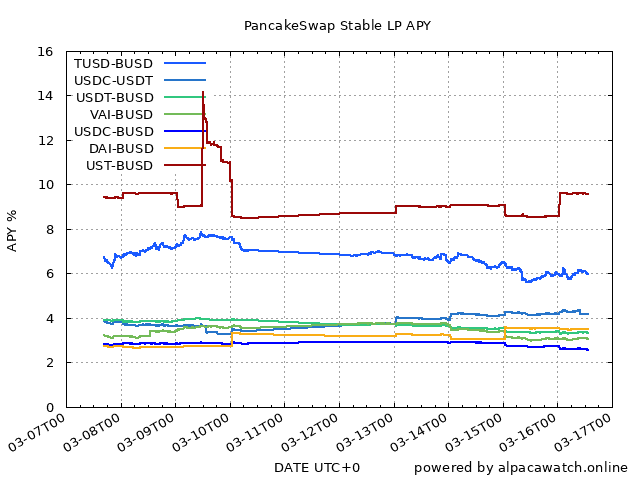 PancakeSwap Stable LP APY
16
14
12
10
8
6
4
2
0
APY %
TUSD-BUSD
USDC-USDT
USDT-BUSD
VAI-BUSD
USDC-BUSD
DAI-BUSD
UST-BUSD
03-07T00
03-08T00
03-09T00
03-10T00
03-11T00
03-12T00
03-13T00
03-14T00
03-15T00
03-16T00
03-17T00
DATE UTC+0
powered by alpacawatch.online